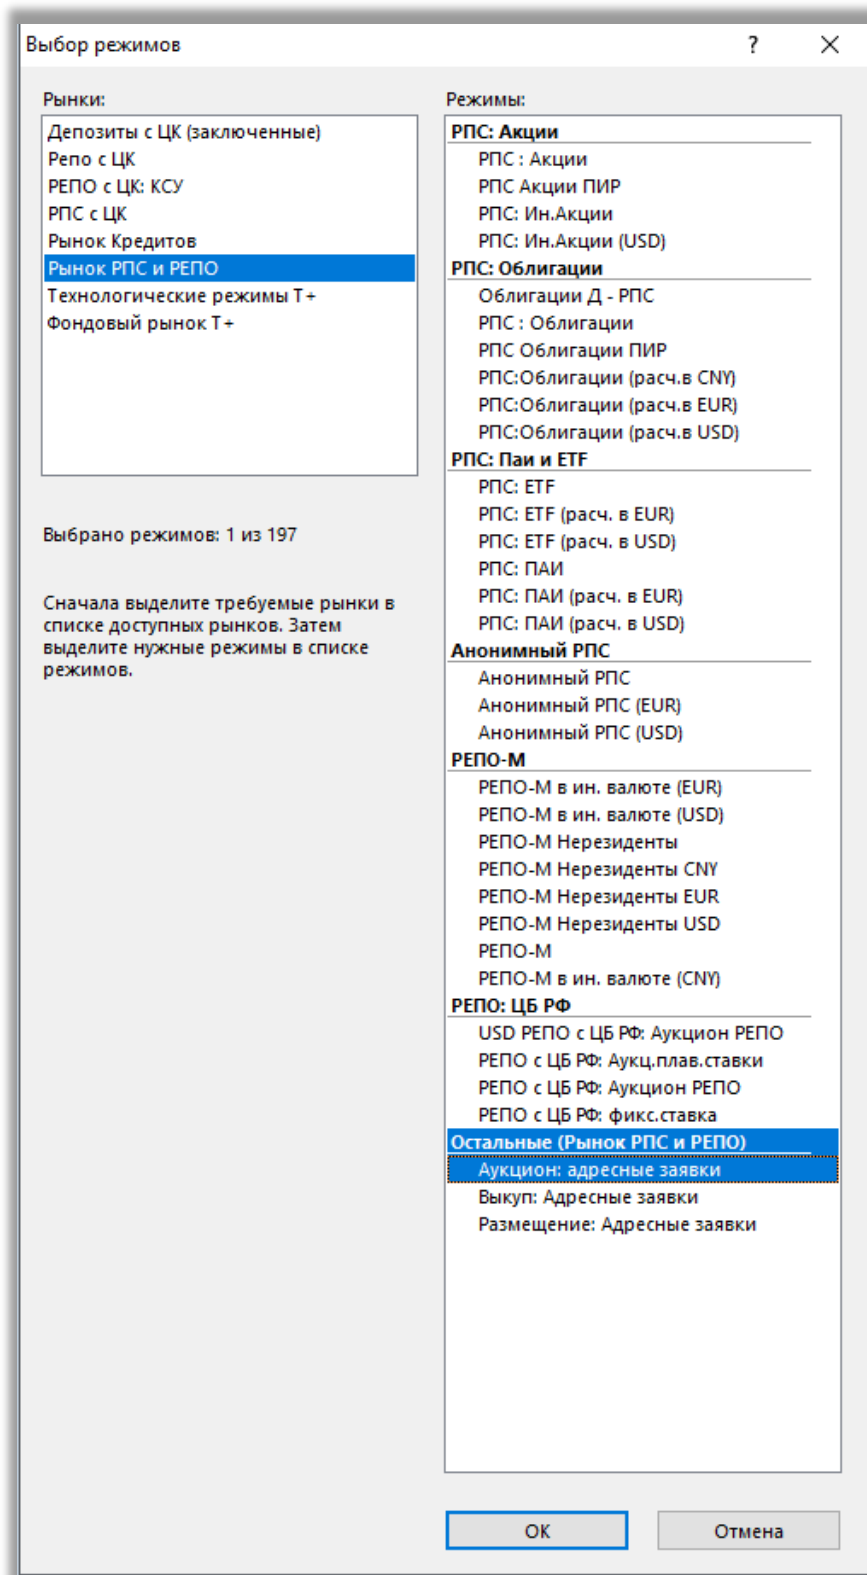 Выбор режимов
?
Рынки:
Депозиты с ЦК (заключенные)
Репо с ЦК
РЕПО с ЦК: КСУ
РПС с ЦК
Рынок Кредитов
Рынок РПС и РЕПО
Технологические режимы Т+
Фондовый рынок Т+
Выбрано режимов: 1 из 197
Сначала выделите требуемые рынки в
списке доступных рынков. Затем
выделите нужные режимы в списке
режимов.
Режимы:
РПС: Акции
РПС : Акции
РПС Акции ПИР
РПС: Ин.Акции
РПС: Ин.Акции (USD)
РПС: Облигации
Облигации Д - РПС
РПС : Облигации
РПС Облигации ПИР
РПС:Облигации (расч.в CNY)
РПС:Облигации (расч.в EUR)
РПС:Облигации (расч.в USD)
РПС: Паи и ETF
РПС: ETF
РПС: ETF (расч. в EUR)
РПС: ETF (расч. в USD)
РПС: ПАИ
РПС: ПАИ (расч. в EUR)
РПС: ПАИ (расч. в USD)
Анонимный РПС
Анонимный РПС
Анонимный РПС (EUR)
Анонимный РПС (USD)
РЕПО-М
РЕПО-М в ин. валюте (EUR)
РЕПО-М в ин. валюте (USD)
РЕПО-М Нерезиденты
РЕПО-М Нерезиденты CNY
РЕПО-М Нерезиденты EUR
РЕПО-М Нерезиденты USD
РЕПО-М
РЕПО-М в ин. валюте (CNY)
РЕПО: ЦБ РФ
USD РЕПО с ЦБ РФ: Аукцион РЕПО
РЕПО с ЦБ РФ: Аукц.плав.ставки
РЕПО с ЦБ РФ: Аукцион РЕПО
РЕПО с ЦБ РФ: фикс.ставка
Остальные (Рынок РПС и РЕПО)
Аукцион: адресные заявки
Выкуп: Адресные заявки
Размещение: Адресные заявки
ОК
Отмена